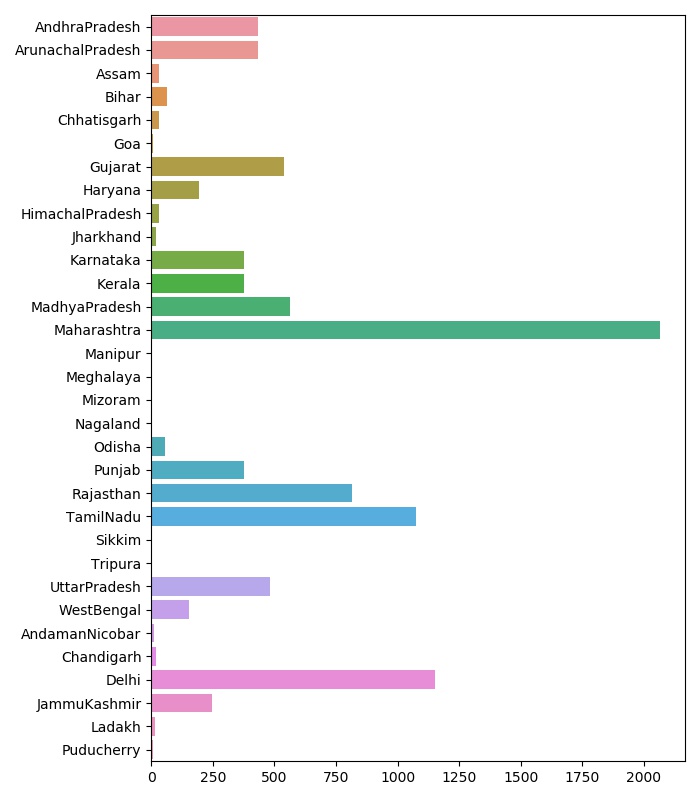 AndhraPradesh
ArunachalPradesh
Assam
Bihar
Chhatisgarh
Goa
Gujarat
Haryana
HimachalPradesh
Jharkhand
Karnataka
Kerala
MadhyaPradesh
Maharashtra
Manipur
Meghalaya
Mizoram
Nagaland
Odisha
Punjab
Rajasthan
TamilNadu
Sikkim
Tripura
UttarPradesh
WestBengal
AndamanNicobar
Chandigarh
Delhi
JammuKashmir
Ladakh
Puducherry
0 250 500 750 1000 1250 1500 1750 2000